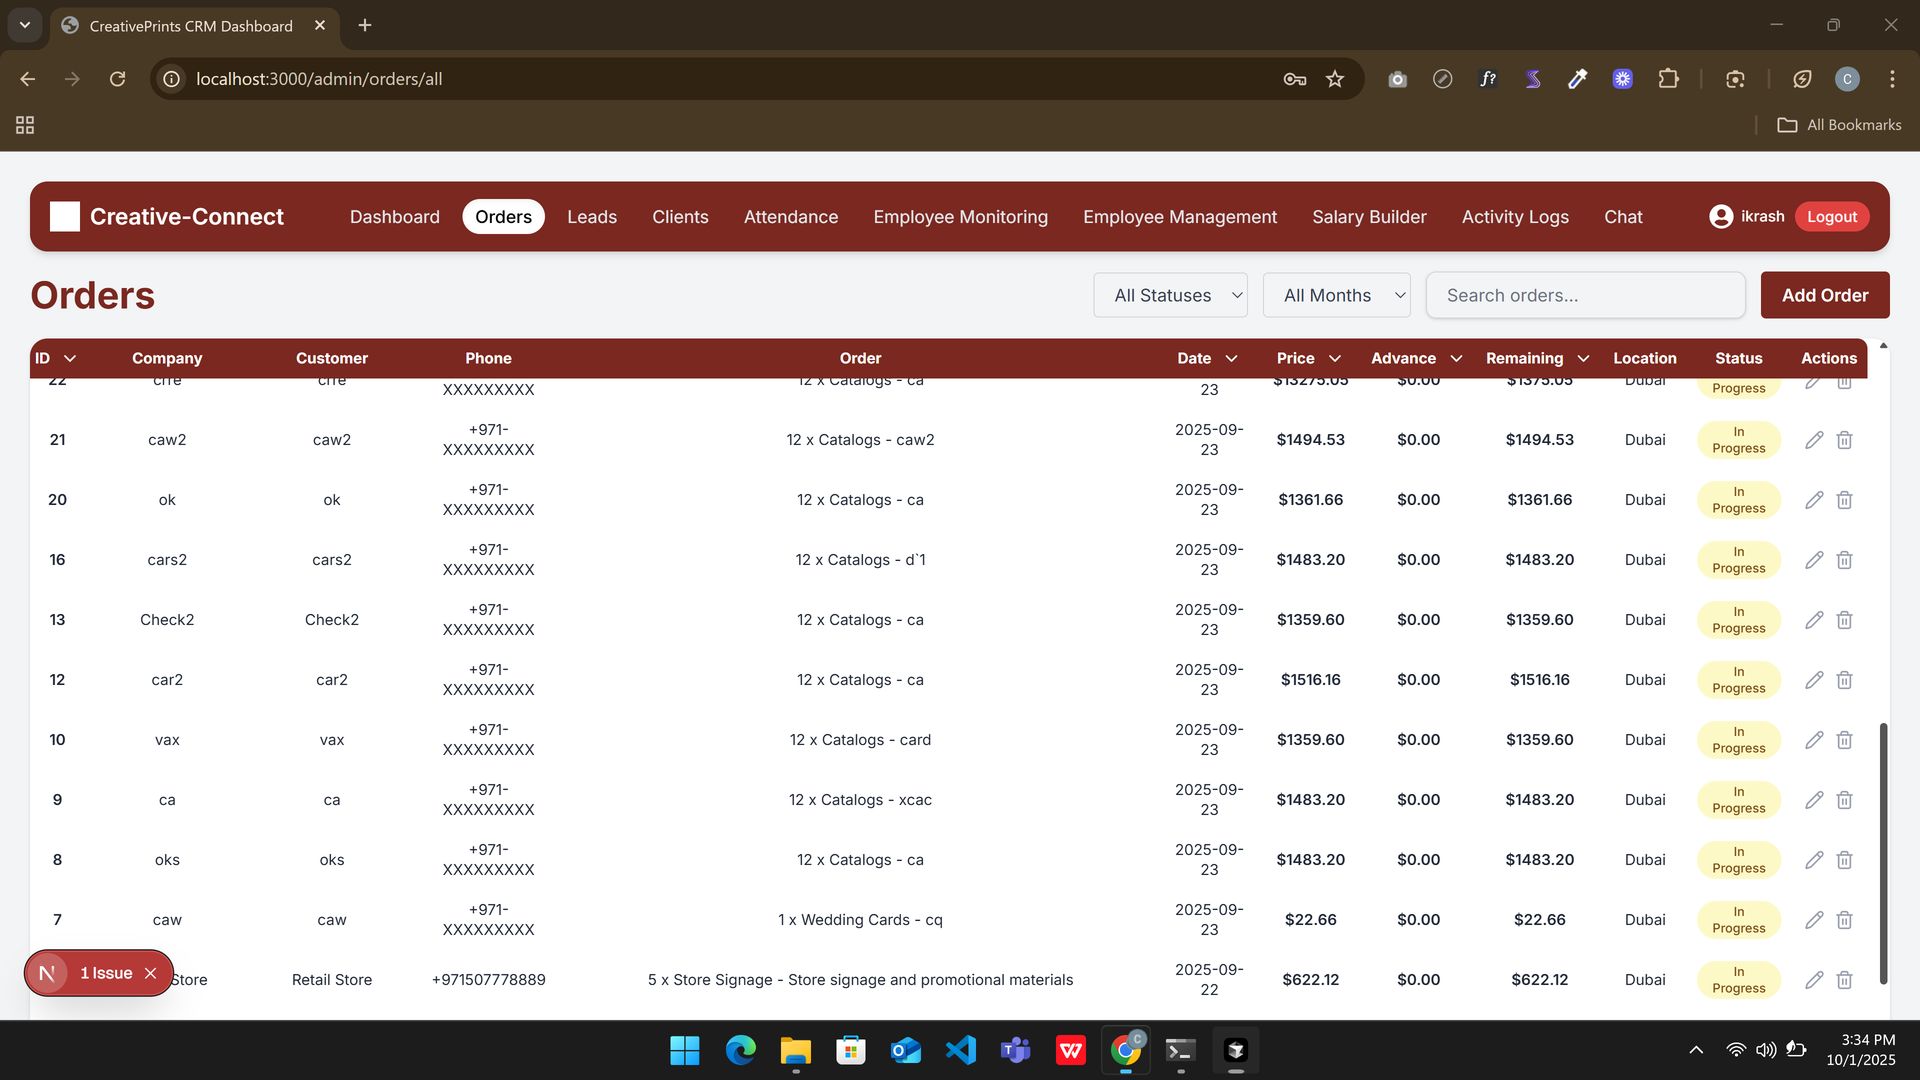 CreativePrints CRM Dashboard
localhost:3000/admin/orders/all
f?
C
All Bookmarks
Creative-Connect
Dashboard Orders Leads Clients Attendance Employee Monitoring Employee Management Salary Builder Activity Logs Chat
ikrash Logout
Orders
All Statuses All Months Search orders... Add Order
ID Company Customer Phone Order Date Price Advance Remaining Location Status Actions
22 crre crre XXXXXXXXX 12 x Catalogs - ca 23 $13275.05 $0.00 $1375.05 Dubai Progress
21 caw2 caw2 +971-XXXXXXXXX 12 x Catalogs - caw2 2025-09-23 $1494.53 $0.00 $1494.53 Dubai In Progress
20 ok ok +971-XXXXXXXXX 12 x Catalogs - ca 2025-09-23 $1361.66 $0.00 $1361.66 Dubai In Progress
16 cars2 cars2 +971-XXXXXXXXX 12 x Catalogs - d`1 2025-09-23 $1483.20 $0.00 $1483.20 Dubai In Progress
13 Check2 Check2 +971-XXXXXXXXX 12 x Catalogs - ca 2025-09-23 $1359.60 $0.00 $1359.60 Dubai In Progress
12 car2 car2 +971-XXXXXXXXX 12 x Catalogs - ca 2025-09-23 $1516.16 $0.00 $1516.16 Dubai In Progress
10 vax vax +971-XXXXXXXXX 12 x Catalogs - card 2025-09-23 $1359.60 $0.00 $1359.60 Dubai In Progress
9 ca ca +971-XXXXXXXXX 12 x Catalogs - xcac 2025-09-23 $1483.20 $0.00 $1483.20 Dubai In Progress
8 oks oks +971-XXXXXXXXX 12 x Catalogs - ca 2025-09-23 $1483.20 $0.00 $1483.20 Dubai In Progress
7 caw caw +971-XXXXXXXXX 1 x Wedding Cards - cq 2025-09-23 $22.66 $0.00 $22.66 Dubai In Progress
Store Retail Store +971507778889 5 x Store Signage - Store signage and promotional materials 2025-09-22 $622.12 $0.00 $622.12 Dubai In Progress
N 1 Issue
3:34 PM
10/1/2025